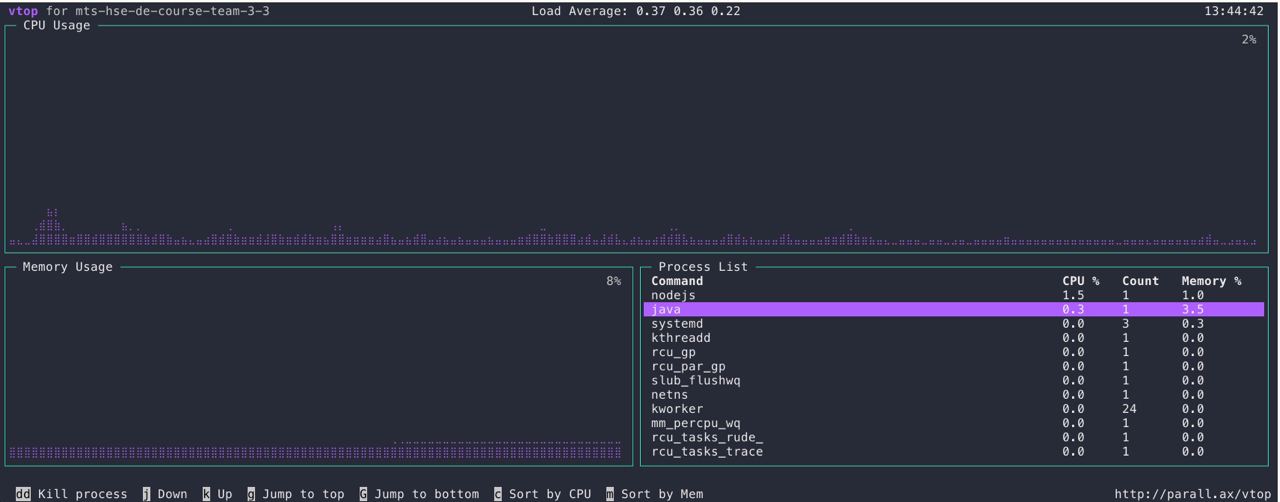 vtop for mts-hse-de-course-team-3-3 Load Average: 0.37 0.36 0.22 13:44:42
CPU Usage
2%
Memory Usage
8%
Process List
Command CPU % Count Memory %
nodejs 1.5 1 1.0
java 0.3 1 3.5
systemd 0.0 3 0.3
kthreadd 0.0 1 0.0
rcu_gp 0.0 1 0.0
rcu_par_gp 0.0 1 0.0
slub_flushwq 0.0 1 0.0
netns 0.0 1 0.0
kworker 0.0 24 0.0
mm_percpu_wq 0.0 1 0.0
rcu_tasks_rude_ 0.0 1 0.0
rcu_tasks_trace 0.0 1 0.0
dd Kill process j Down k Up g Jump to top G Jump to bottom c Sort by CPU m Sort by Mem http://parall.ax/vtop